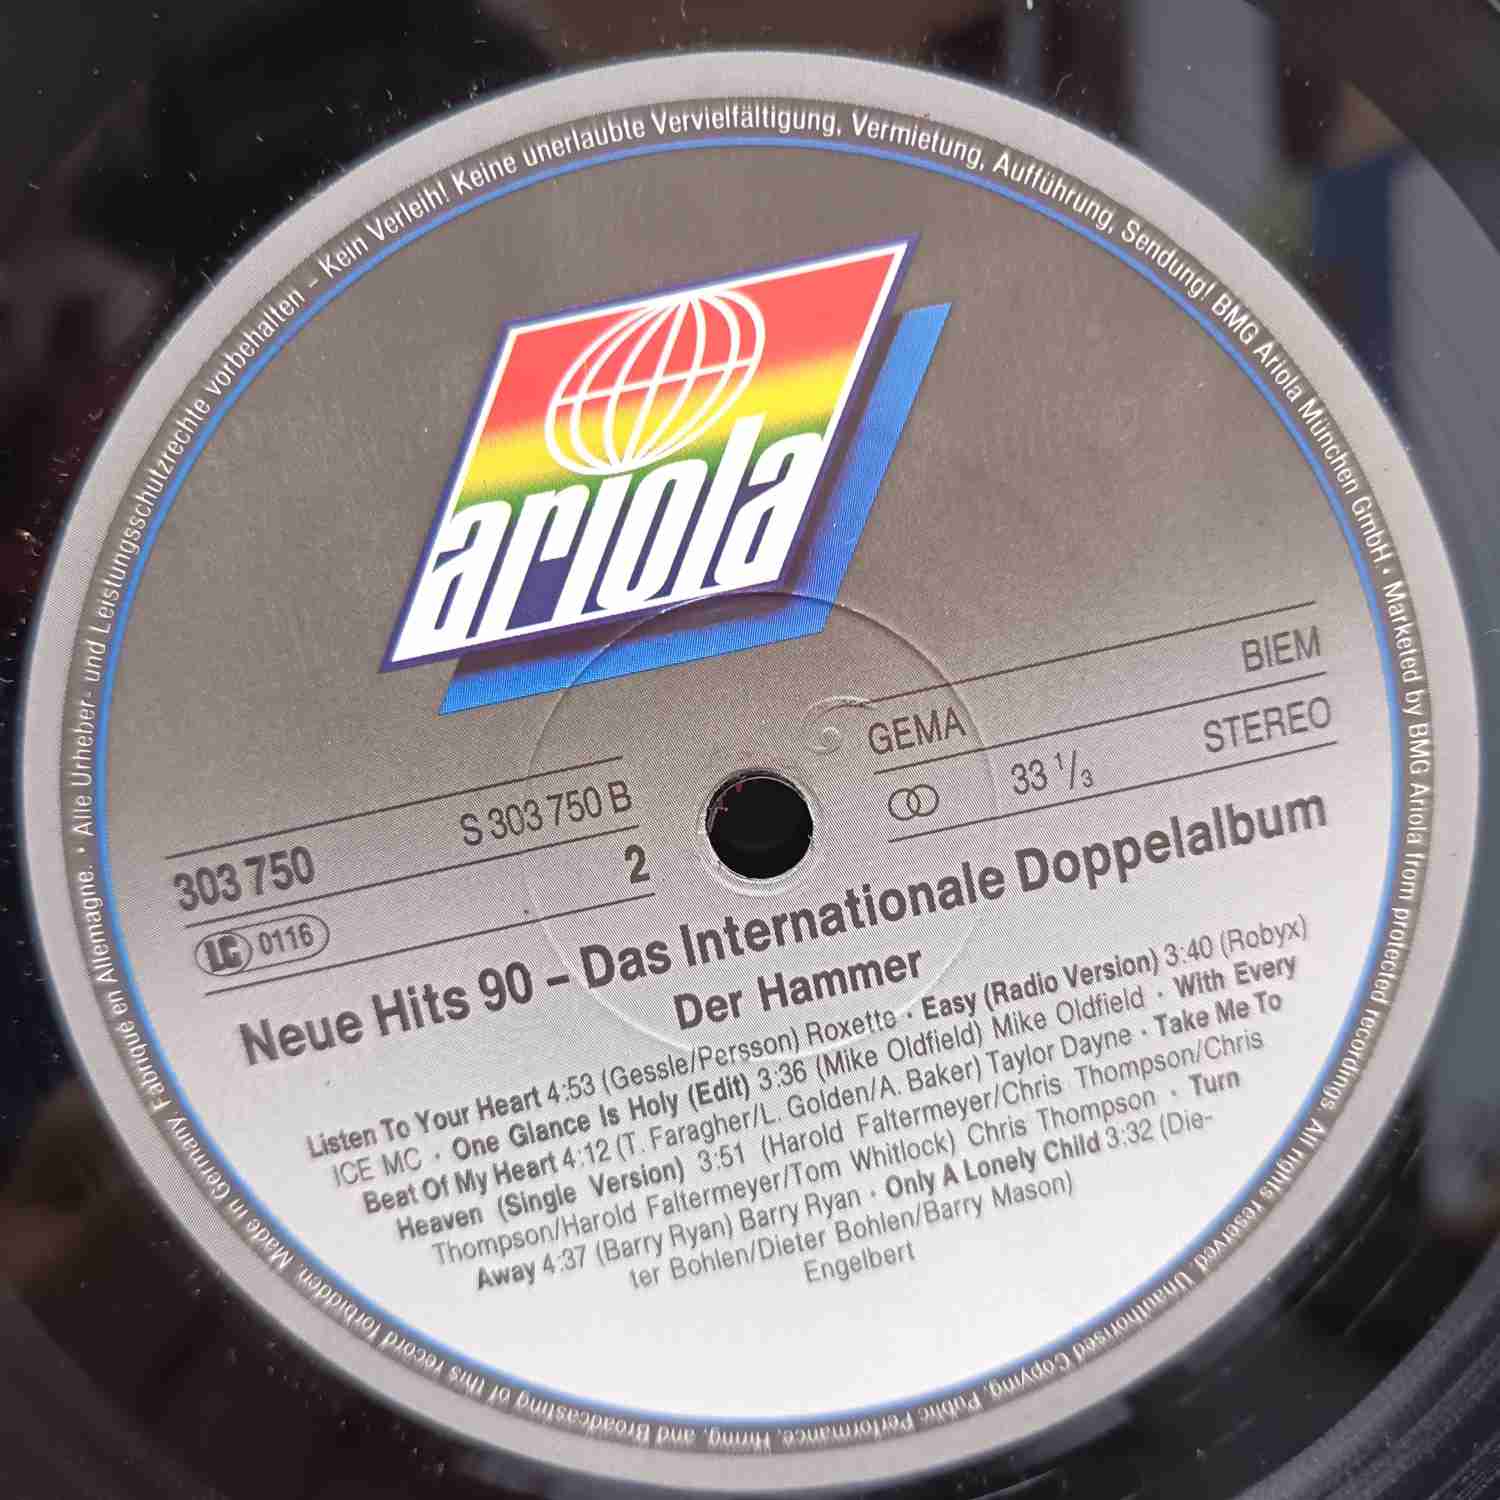 Alle Urheber- und Leistungsschutzrechte vorbehalten – Kein Verleih! Keine unerlaubte Vervielfältigung, Vermietung, Aufführung, Sendung! BMG Ariola München GmbH · Marketed by BMG Ariola from protected recordings. All rights reserved. Unauthorised Copying, Public Performance, Hiring, and Broadcasting of this record forbidden. Made in Germany, Fabriqué en Allemagne. ·
ariola
GEMA BIEM
303 750 S 303 750 B
33 1/3 STEREO
LC 0116 2
Neue Hits 90 – Das Internationale Doppelalbum
Der Hammer
Listen To Your Heart 4:53 (Gessle/Persson) Roxette · Easy (Radio Version) 3:40 (Robyx)
ICE MC · One Glance Is Holy (Edit) 3:36 (Mike Oldfield) Mike Oldfield · With Every
Beat Of My Heart 4:12 (T. Faragher/L. Golden/A. Baker) Taylor Dayne · Take Me To
Heaven (Single Version) 3:51 (Harold Faltermeyer/Chris Thompson/Chris
Thompson/Harold Faltermeyer/Tom Whitlock) Chris Thompson · Turn
Away 4:37 (Barry Ryan) Barry Ryan · Only A Lonely Child 3:32 (Die-
ter Bohlen/Dieter Bohlen/Barry Mason)
Engelbert